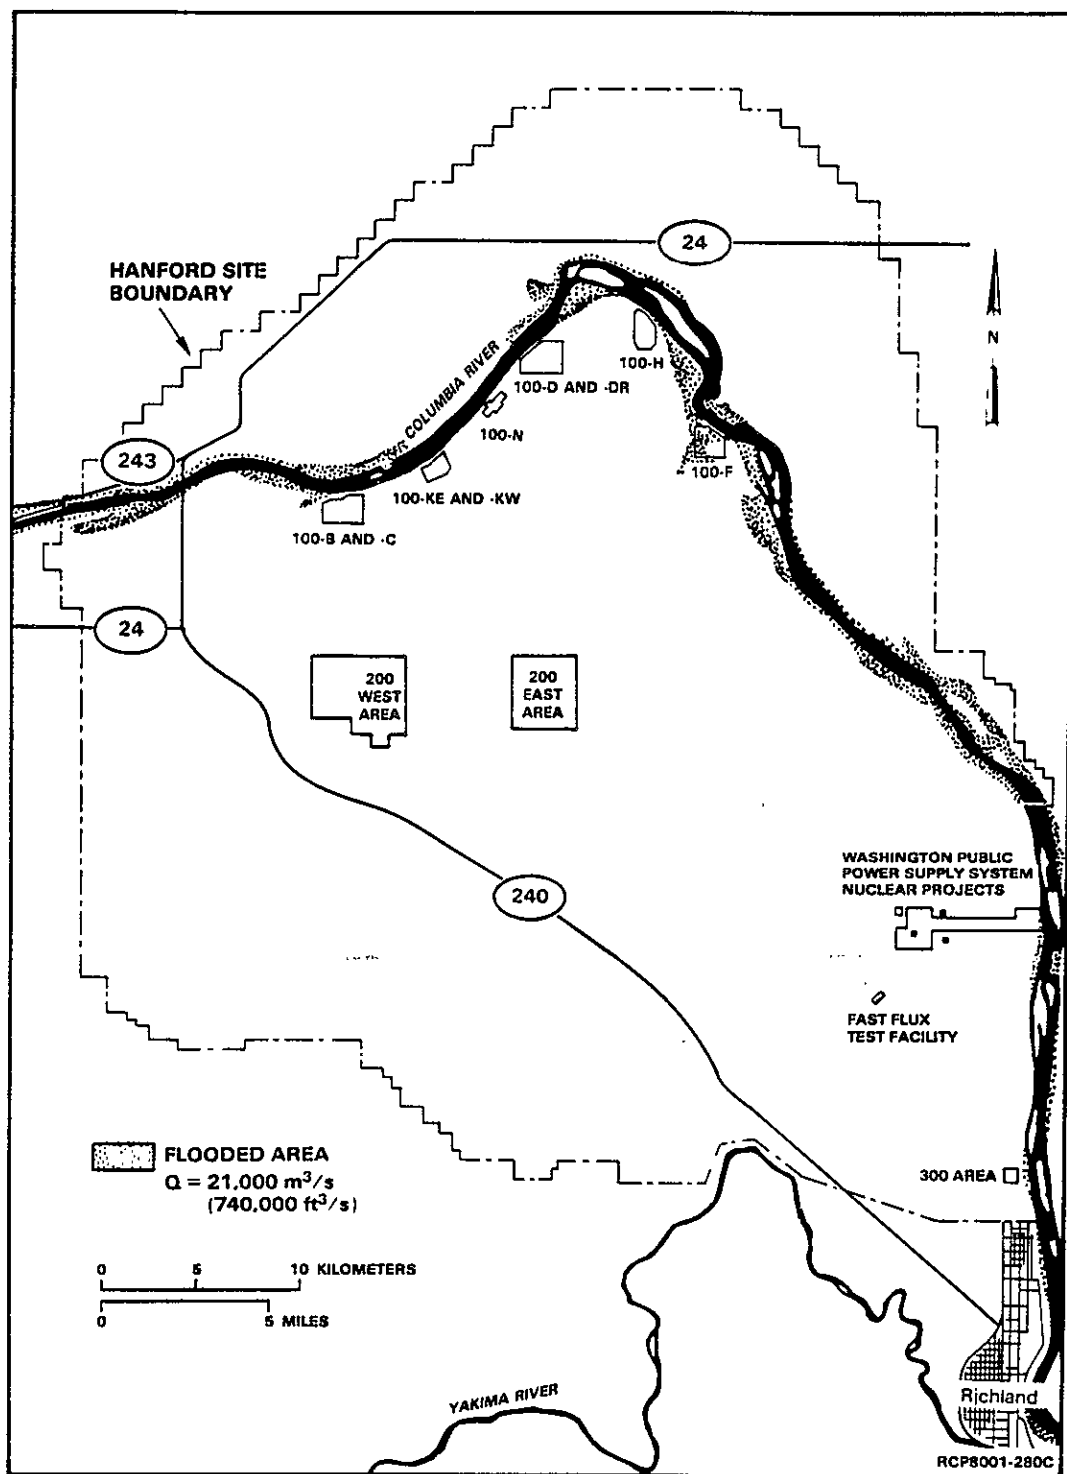 24
HANFORD SITE
BOUNDARY
N
COLUMBIA RIVER
100-H
100-D AND -DR
100-N
243
100-F
100-KE AND -KW
100-B AND -C
24
200
WEST
AREA
200
EAST
AREA
WASHINGTON PUBLIC
POWER SUPPLY SYSTEM
NUCLEAR PROJECTS
240
FAST FLUX
TEST FACILITY
FLOODED AREA
Q = 21,000 m³/s
(740,000 ft³/s)
300 AREA
0 5 10 KILOMETERS
0 5 MILES
YAKIMA RIVER
Richland
RCP8001-280C